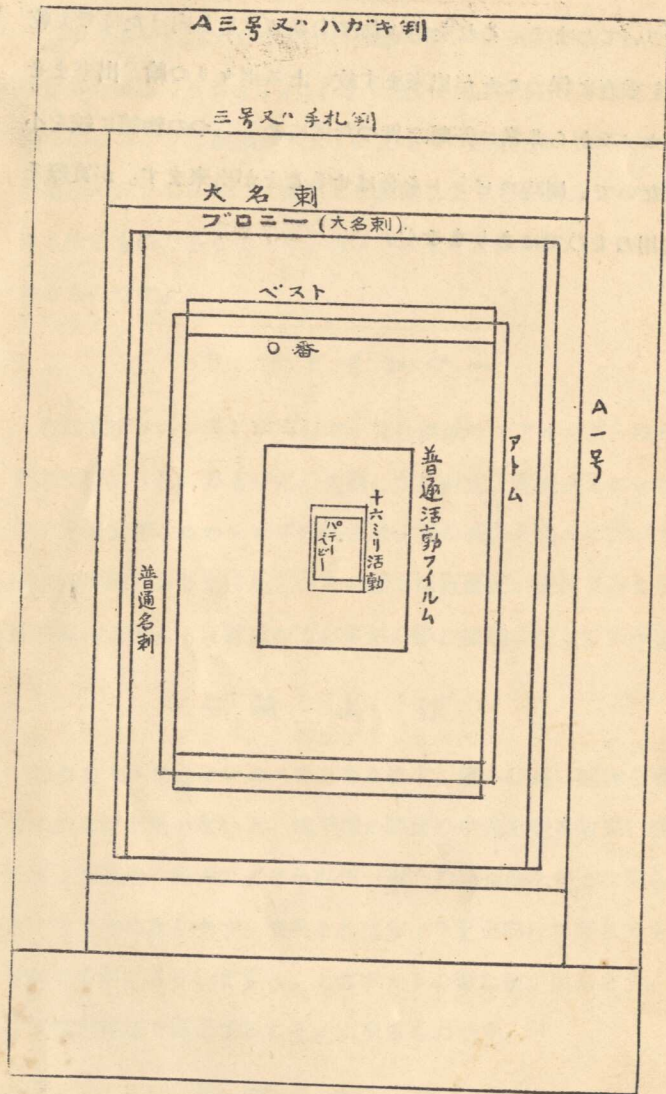 A三号又ハハガキ判
三号又ハ手札判
大名刺
ブロニー(大名刺)
ベスト
〇番
A一号
アトム
普通活動フイルム
十六ミリ活動
パテーベビー
普通名刺